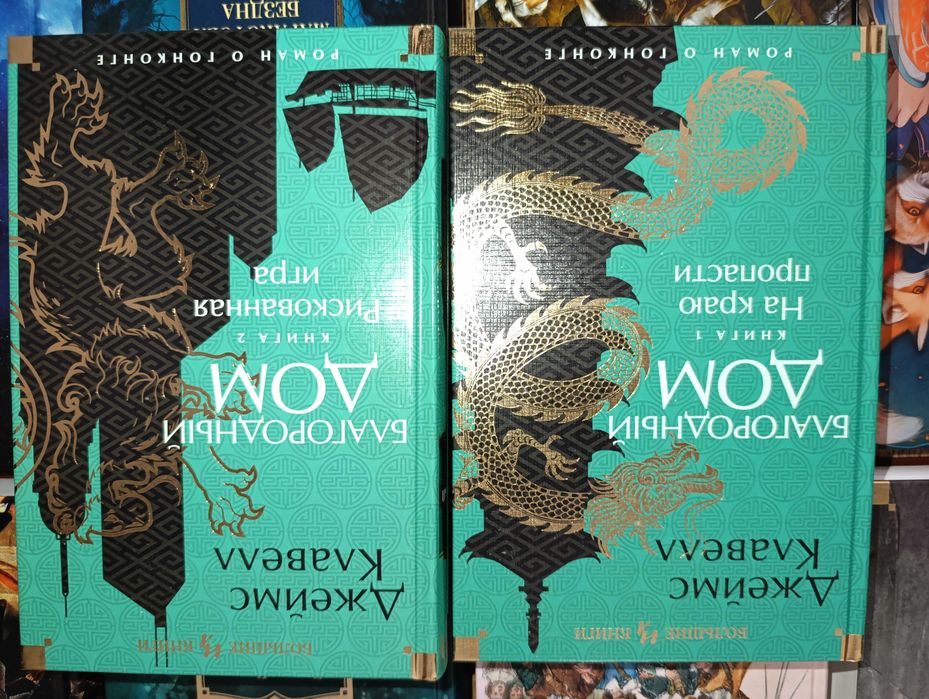 Джеймс
Клавелл
БЛАГОРОДНЫЙ
ДОМ
КНИГА 1
На краю
пропасти
РОМАН О ГОНКОНГЕ
БОЛЬШИЕ КНИГИ
Джеймс
Клавелл
БЛАГОРОДНЫЙ
ДОМ
КНИГА 2
Рискованная
игра
РОМАН О ГОНКОНГЕ
БОЛЬШИЕ КНИГИ
БЕЗДНА